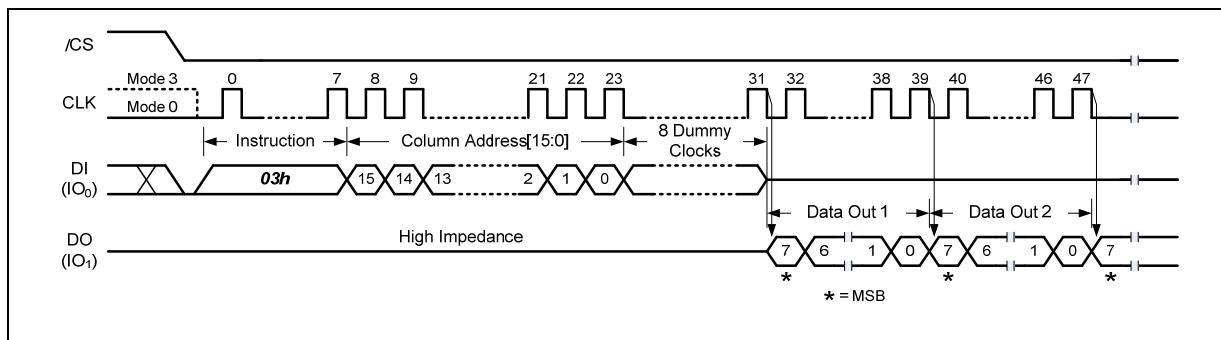 /CS
Mode 3 0 7 8 9 21 22 23 31 32 38 39 40 46 47
CLK Mode 0
Instruction Column Address[15:0] 8 Dummy
Clocks
DI
(IO0) 03h 15 14 13 2 1 0
Data Out 1 Data Out 2
High Impedance
DO
(IO1) 7 6 1 0 7 6 1 0 7
* * *
* = MSB